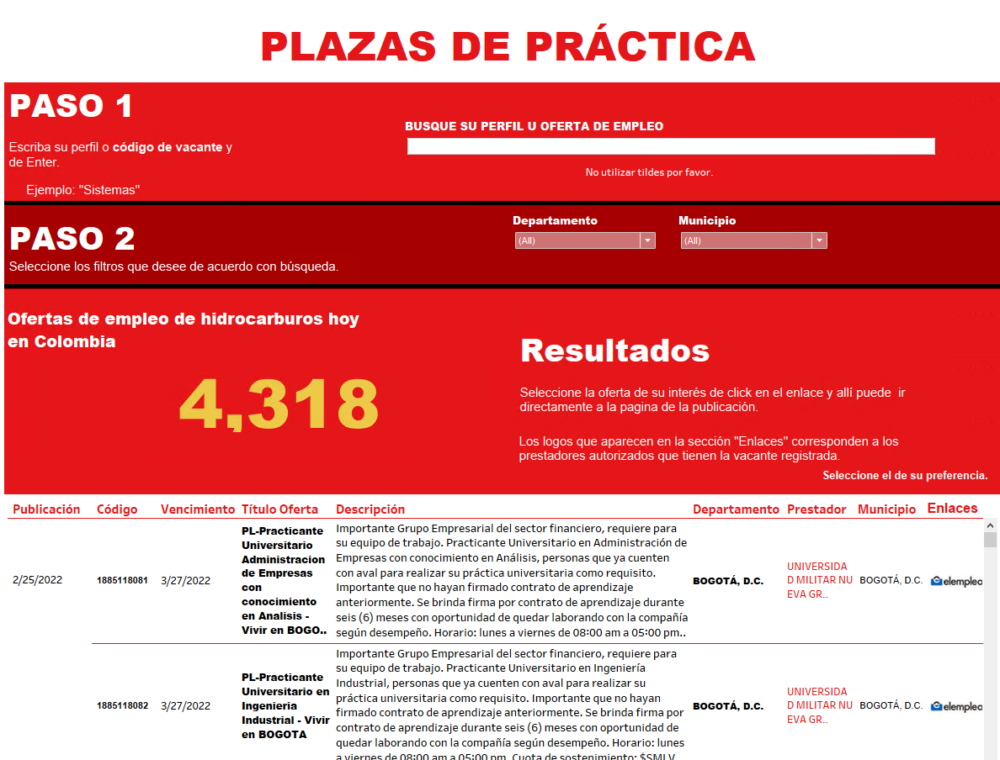 PLAZAS DE PRÁCTICA
PASO 1
Escriba su perfil o código de vacante y
de Enter.
Ejemplo: "Sistemas"
BUSQUE SU PERFIL U OFERTA DE EMPLEO
No utilizar tildes por favor.
PASO 2
Seleccione los filtros que desee de acuerdo con búsqueda.
Departamento
(All)
Municipio
(All)
Ofertas de empleo de hidrocarburos hoy
en Colombia
4,318
Resultados
Seleccione la oferta de su interés de click en el enlace y allí puede ir
directamente a la pagina de la publicación.
Los logos que aparecen en la sección "Enlaces" corresponden a los
prestadores autorizados que tienen la vacante registrada.
Seleccione el de su preferencia.
Publicación Código Vencimiento Título Oferta Descripción Departamento Prestador Municipio Enlaces
2/25/2022
1885118081
3/27/2022
PL-Practicante
Universitario
Administracion
de Empresas
con
conocimiento
en Analisis -
Vivir en BOGO..
Importante Grupo Empresarial del sector financiero, requiere para
su equipo de trabajo. Practicante Universitario en Administración de
Empresas con conocimiento en Análisis, personas que ya cuenten
con aval para realizar su práctica universitaria como requisito.
Importante que no hayan firmado contrato de aprendizaje
anteriormente. Se brinda firma por contrato de aprendizaje durante
seis (6) meses con oportunidad de quedar laborando con la compañía
según desempeño. Horario: lunes a viernes de 08:00 am a 05:00 pm..
BOGOTÁ, D.C.
UNIVERSIDA
D MILITAR NU
EVA GR..
BOGOTÁ, D.C.
elempleo
1885118082
3/27/2022
PL-Practicante
Universitario en
Ingenieria
Industrial - Vivir
en BOGOTA
Importante Grupo Empresarial del sector financiero, requiere para
su equipo de trabajo. Practicante Universitario en Ingeniería
Industrial, personas que ya cuenten con aval para realizar su
práctica universitaria como requisito. Importante que no hayan
firmado contrato de aprendizaje anteriormente. Se brinda firma por
contrato de aprendizaje durante seis (6) meses con oportunidad de
quedar laborando con la compañía según desempeño. Horario: lunes
a viernes de 08:00 am a 05:00 pm. Cuota de sostenimiento: $SMLV
BOGOTÁ, D.C.
UNIVERSIDA
D MILITAR NU
EVA GR..
BOGOTÁ, D.C.
elempleo